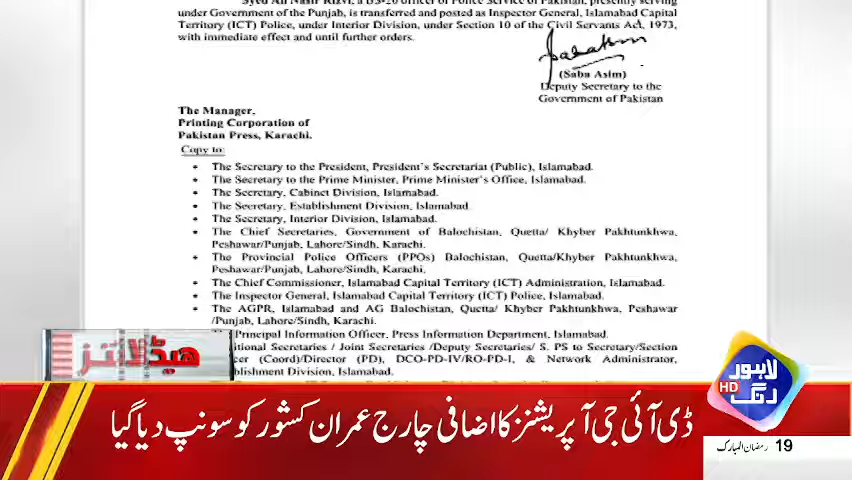 Syed Ali Nasir Rizvi, a BS-20 officer of Police Service of Pakistan, presently serving
under Government of the Punjab, is transferred and posted as Inspector General, Islamabad Capital
Territory (ICT) Police, under Interior Division, under Section 10 of the Civil Servants Act, 1973,
with immediate effect and until further orders.
(Saba Asim)
Deputy Secretary to the
Government of Pakistan
The Manager,
Printing Corporation of
Pakistan Press, Karachi.
Copy to:
• The Secretary to the President, President's Secretariat (Public), Islamabad.
• The Secretary to the Prime Minister, Prime Minister's Office, Islamabad.
• The Secretary, Cabinet Division, Islamabad.
• The Secretary, Establishment Division, Islamabad.
• The Secretary, Interior Division, Islamabad.
• The Chief Secretaries, Government of Balochistan, Quetta/ Khyber Pakhtunkhwa,
Peshawar/Punjab, Lahore/Sindh, Karachi.
• The Provincial Police Officers (PPOs) Balochistan, Quetta/Khyber Pakhtunkhwa,
Peshawar/Punjab, Lahore/Sindh, Karachi.
• The Chief Commissioner, Islamabad Capital Territory (ICT) Administration, Islamabad.
• The Inspector General, Islamabad Capital Territory (ICT) Police, Islamabad.
• The AGPR, Islamabad and AG Balochistan, Quetta/ Khyber Pakhtunkhwa, Peshawar
/Punjab, Lahore/Sindh, Karachi.
Principal Information Officer, Press Information Department, Islamabad.
Secretaries / Joint Secretaries /Deputy Secretaries/ S. PS to Secretary/Section
(Coord)/Director (PD), DCO-PD-IV/RO-PD-I, & Network Administrator,
Division, Islamabad.
ہیڈلائنز
لاہور
رنگ
HD
ڈی آئی جی آپریشنز کا اضافی چارج عمران کشور کو سونپ دیا گیا
19 رمضان المبارک